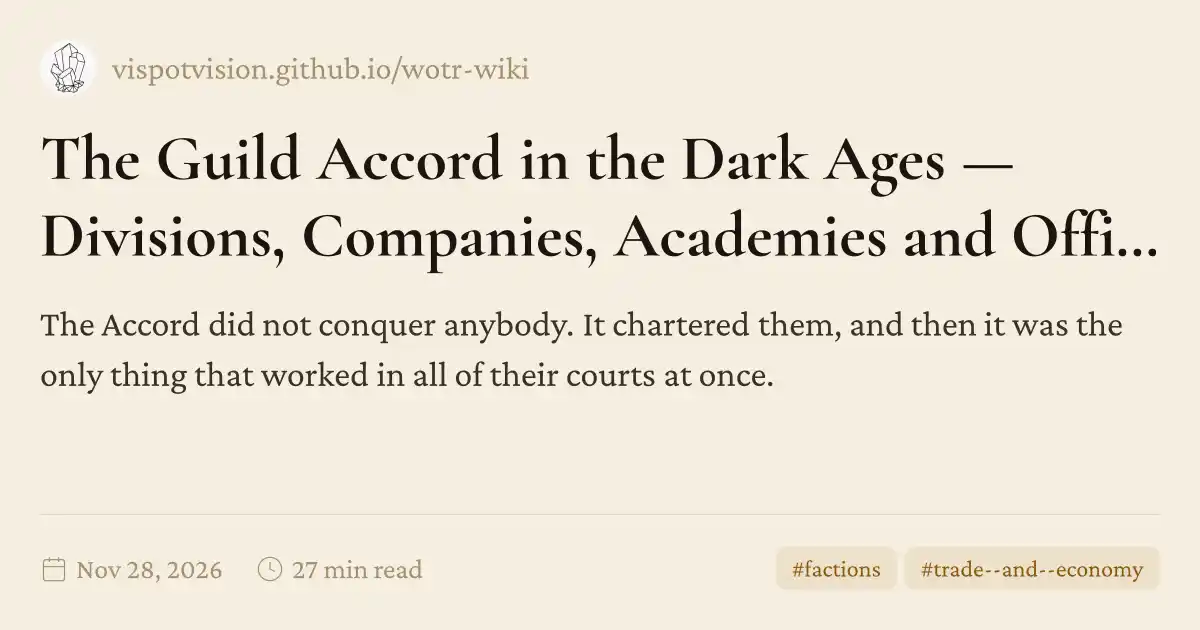 vispotvision.github.io/wotr-wiki
The Guild Accord in the Dark Ages —
Divisions, Companies, Academies and Offi...
The Accord did not conquer anybody. It chartered them, and then it was the
only thing that worked in all of their courts at once.
Nov 28, 2026
27 min read
#factions
#trade--and--economy